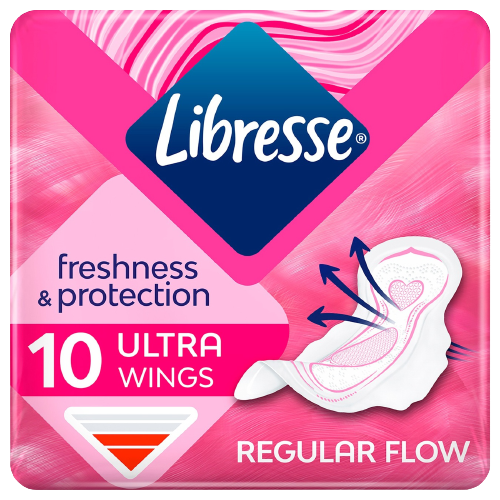 Libresse®
freshness
& protection
10 ULTRA
WINGS
REGULAR FLOW